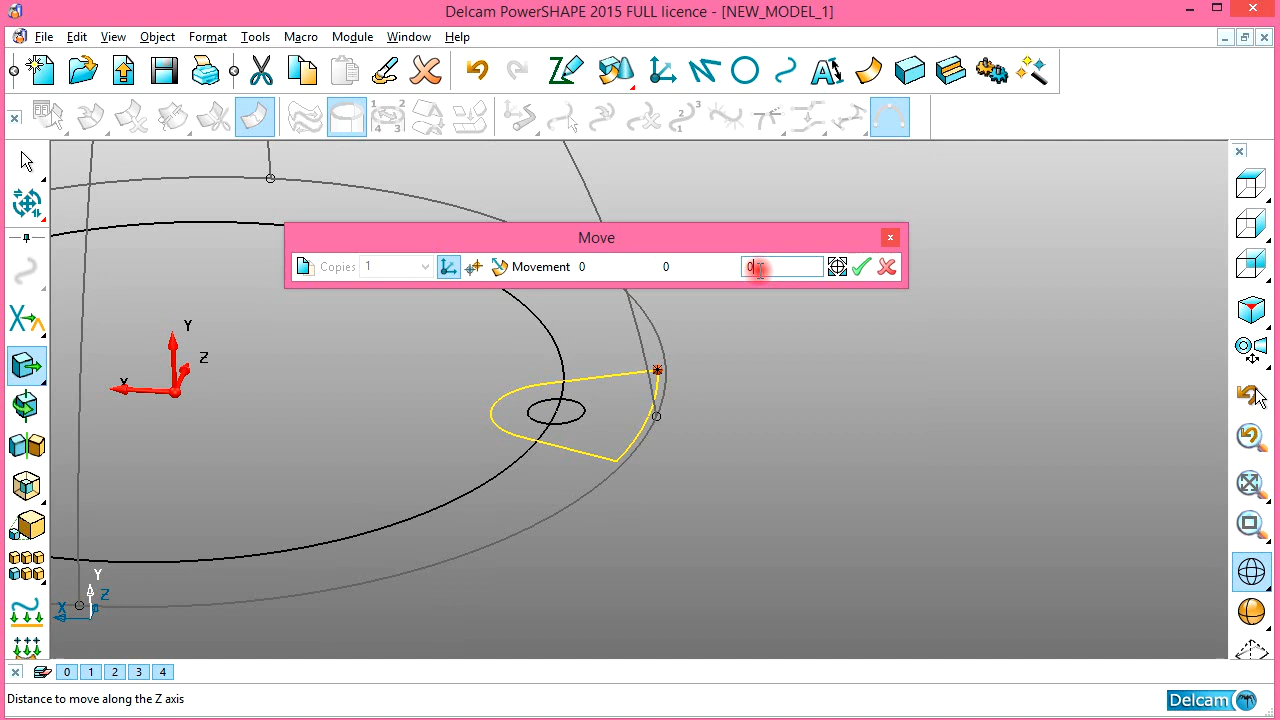 Delcam PowerSHAPE 2015 FULL licence - [NEW_MODEL_1]
File Edit View Object Format Tools Macro Module Window Help
Move
Copies 1 Movement 0 0 0
Y
Z
X
Y
Z
X
0 1 2 3 4
Distance to move along the Z axis
Delcam